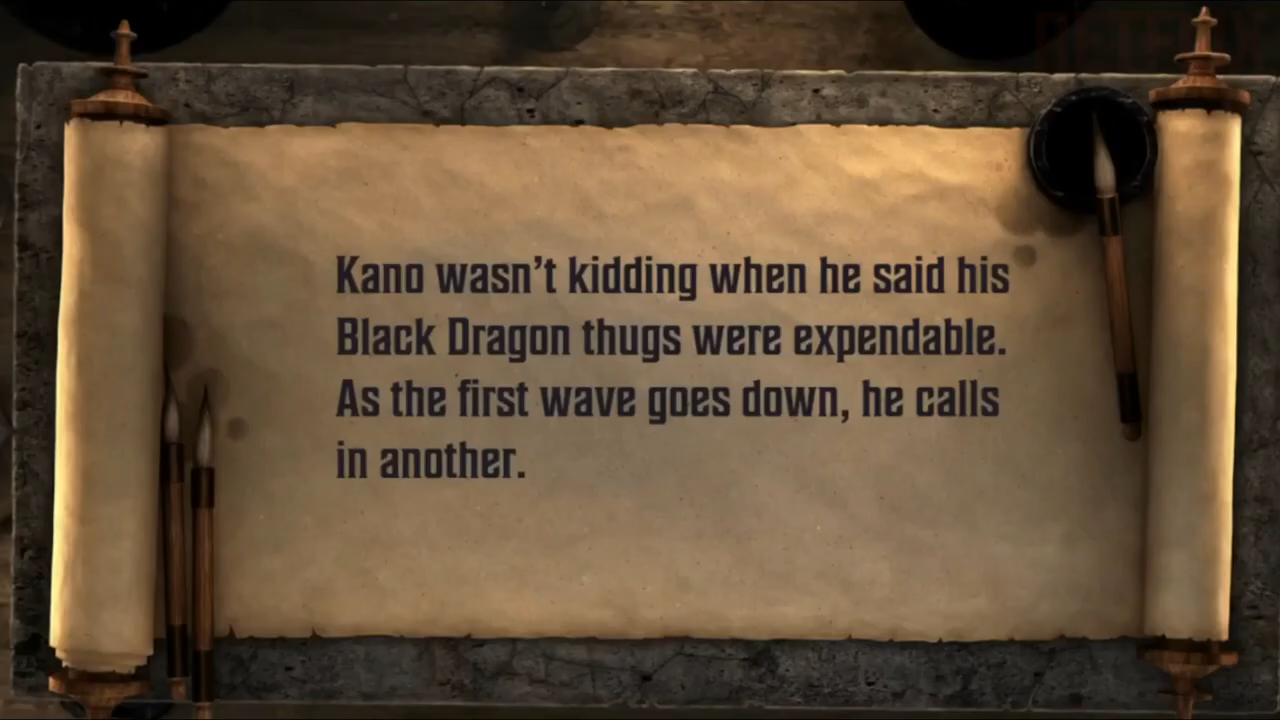 Kano wasn’t kidding when he said his
Black Dragon thugs were expendable.
As the first wave goes down, he calls
in another.